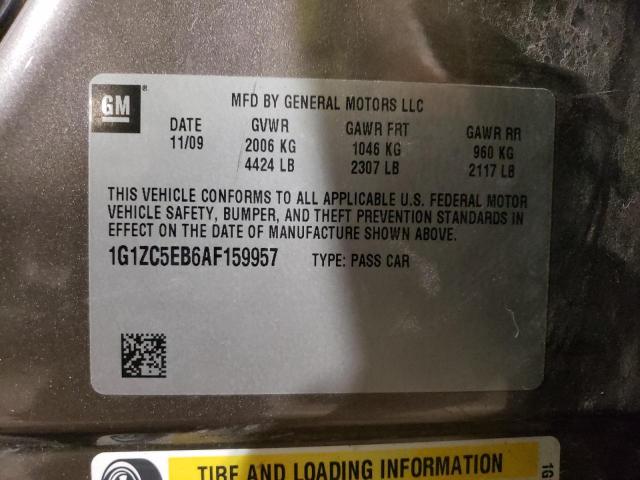 GM
MFD BY GENERAL MOTORS LLC
DATE GVWR GAWR FRT GAWR RR
11/09 2006 KG 1046 KG 960 KG
4424 LB 2307 LB 2117 LB
THIS VEHICLE CONFORMS TO ALL APPLICABLE U.S. FEDERAL MOTOR
VEHICLE SAFETY, BUMPER, AND THEFT PREVENTION STANDARDS IN
EFFECT ON THE DATE OF MANUFACTURE SHOWN ABOVE.
1G1ZC5EB6AF159957 TYPE: PASS CAR
TIRE AND LOADING INFORMATION
1G